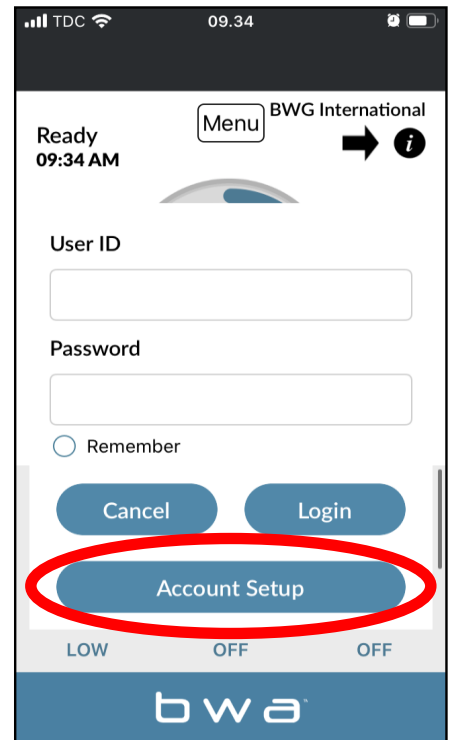 TDC 09.34
BWG International
Ready Menu
09:34 AM i
User ID
Password
Remember
Cancel Login
Account Setup
LOW OFF OFF
bwa